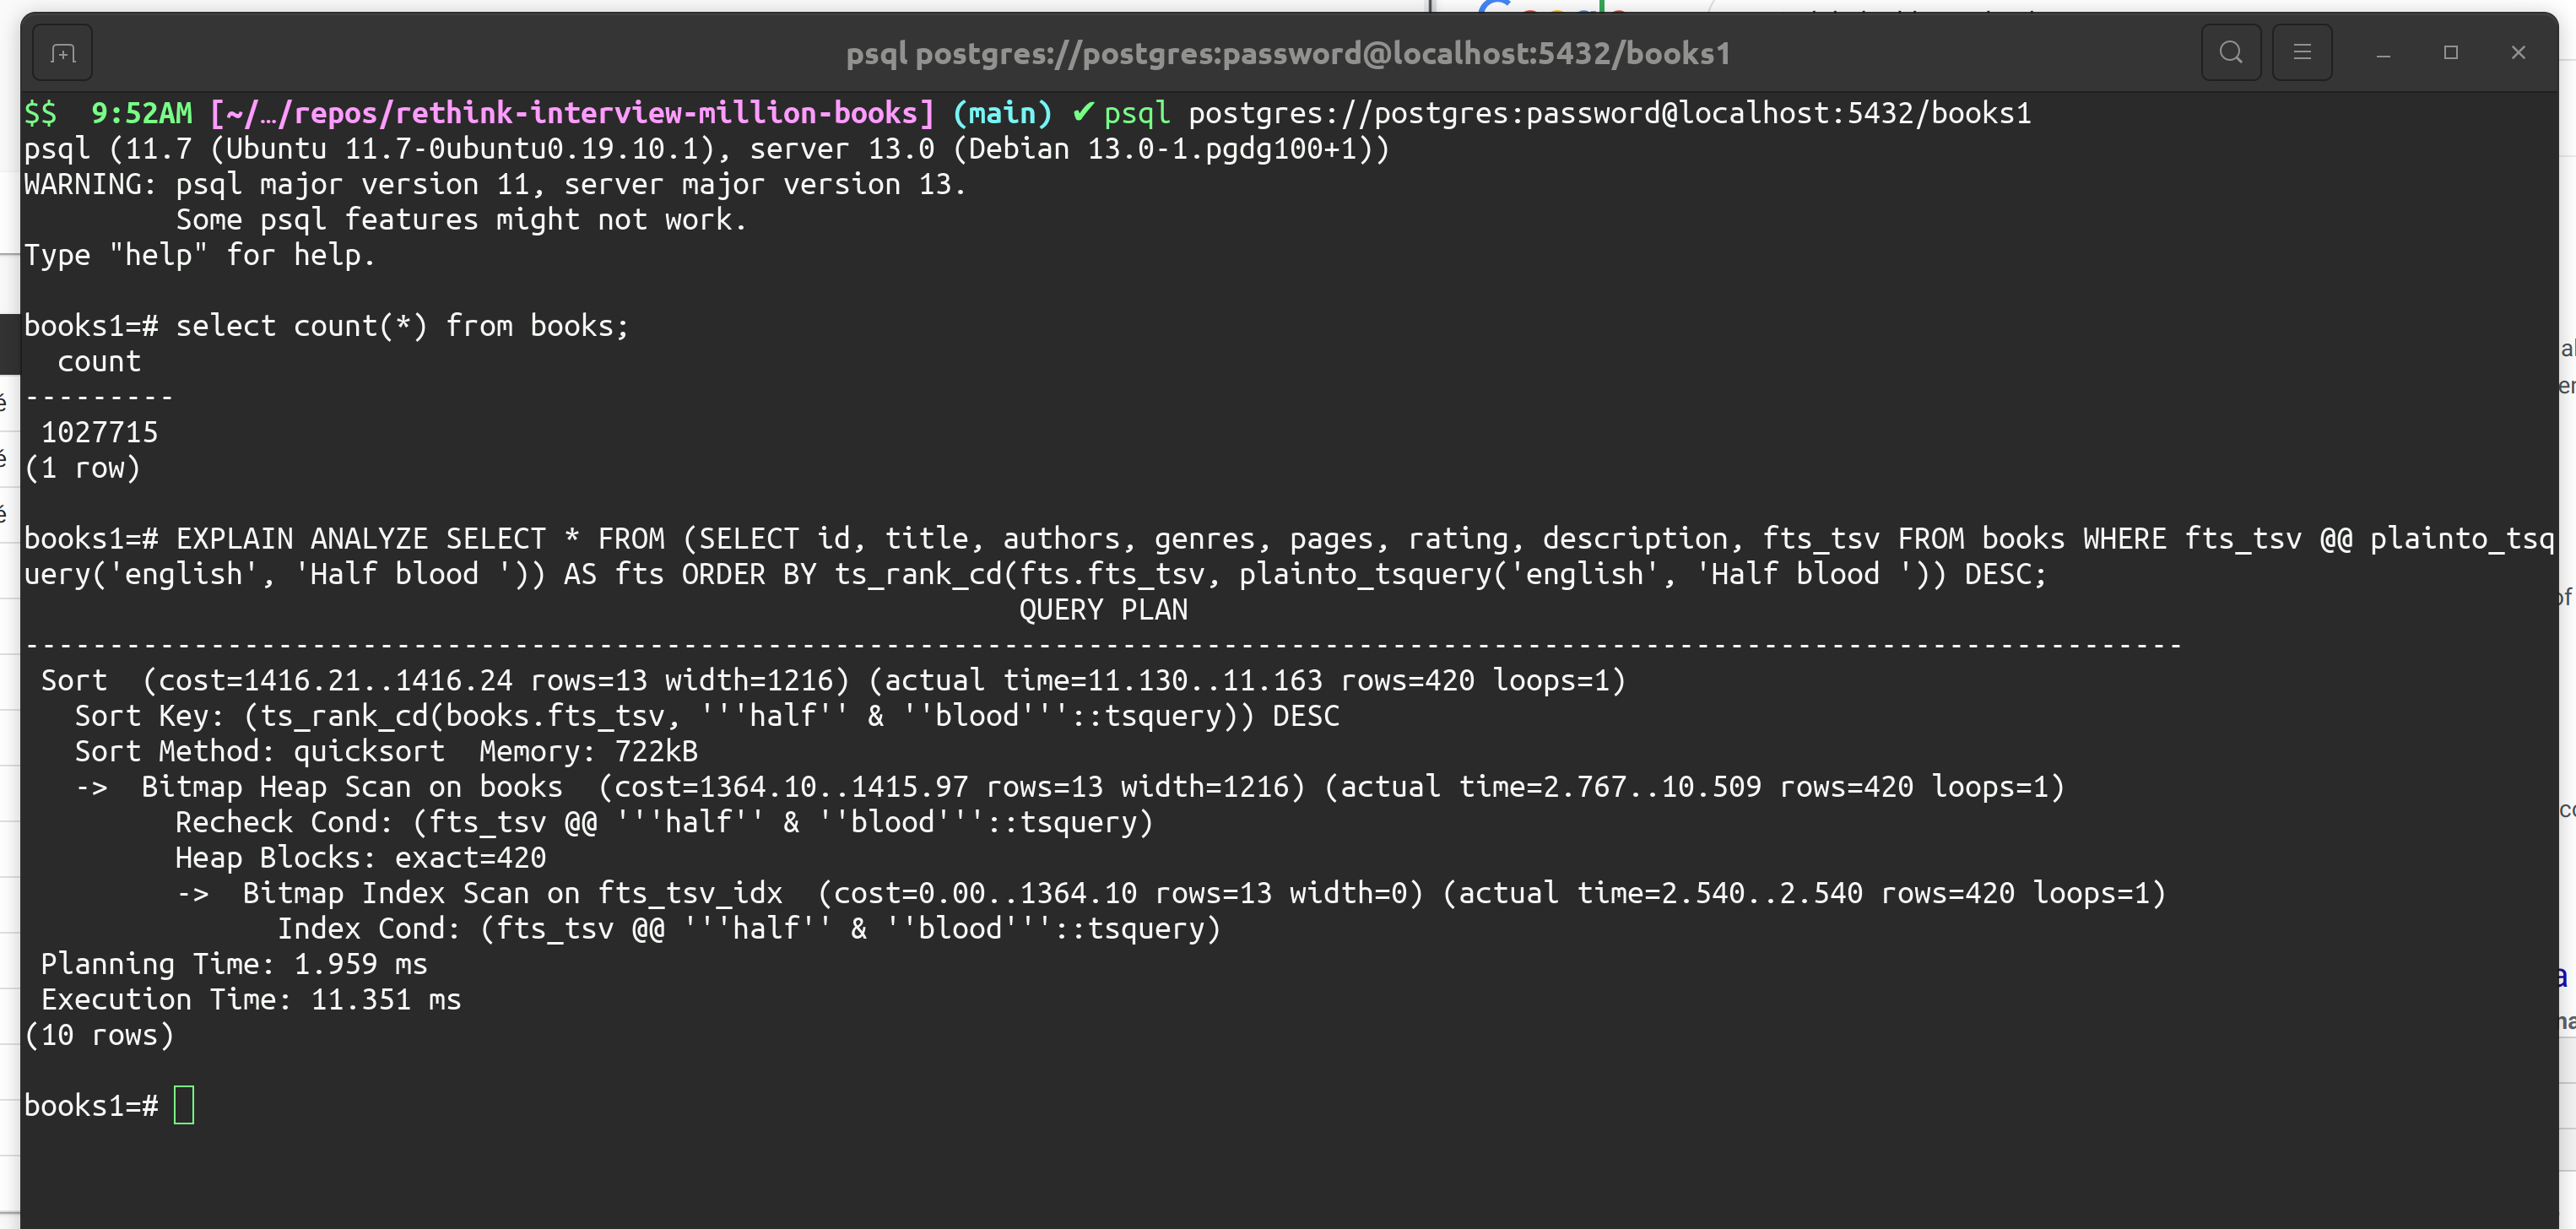 psql postgres://postgres:password@localhost:5432/books1
$$  9:52AM [~/…/repos/rethink-interview-million-books] (main) ✔ psql postgres://postgres:password@localhost:5432/books1
psql (11.7 (Ubuntu 11.7-0ubuntu0.19.10.1), server 13.0 (Debian 13.0-1.pgdg100+1))
WARNING: psql major version 11, server major version 13.
         Some psql features might not work.
Type "help" for help.

books1=# select count(*) from books;
  count
---------
 1027715
(1 row)

books1=# EXPLAIN ANALYZE SELECT * FROM (SELECT id, title, authors, genres, pages, rating, description, fts_tsv FROM books WHERE fts_tsv @@ plainto_tsq
uery('english', 'Half blood ')) AS fts ORDER BY ts_rank_cd(fts.fts_tsv, plainto_tsquery('english', 'Half blood ')) DESC;
                                                           QUERY PLAN
--------------------------------------------------------------------------------------------------------------------------------
 Sort  (cost=1416.21..1416.24 rows=13 width=1216) (actual time=11.130..11.163 rows=420 loops=1)
   Sort Key: (ts_rank_cd(books.fts_tsv, '''half'' & ''blood'''::tsquery)) DESC
   Sort Method: quicksort  Memory: 722kB
   ->  Bitmap Heap Scan on books  (cost=1364.10..1415.97 rows=13 width=1216) (actual time=2.767..10.509 rows=420 loops=1)
         Recheck Cond: (fts_tsv @@ '''half'' & ''blood'''::tsquery)
         Heap Blocks: exact=420
         ->  Bitmap Index Scan on fts_tsv_idx  (cost=0.00..1364.10 rows=13 width=0) (actual time=2.540..2.540 rows=420 loops=1)
               Index Cond: (fts_tsv @@ '''half'' & ''blood'''::tsquery)
 Planning Time: 1.959 ms
 Execution Time: 11.351 ms
(10 rows)

books1=#